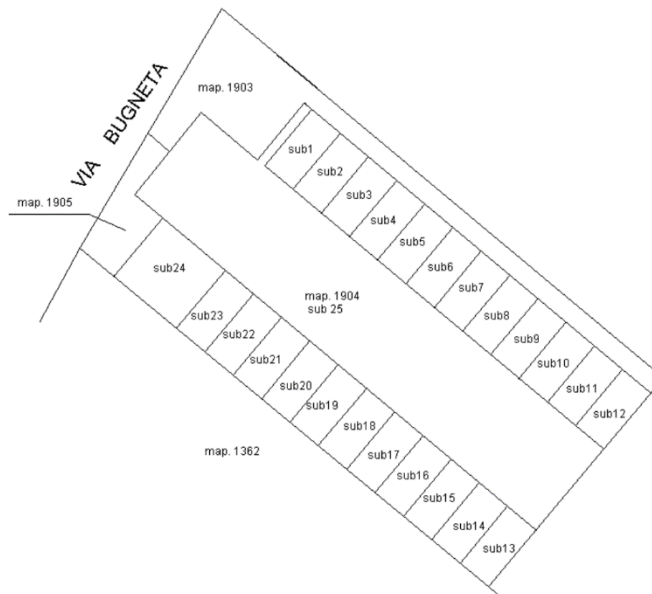 map. 1903
VIA BUGNETA
map. 1905
sub1
sub2
sub3
sub4
sub5
sub6
sub7
sub8
sub9
sub10
sub11
sub12
map. 1904
sub 25
sub24
sub23
sub22
sub21
sub20
sub19
sub18
sub17
sub16
sub15
sub14
sub13
map. 1362